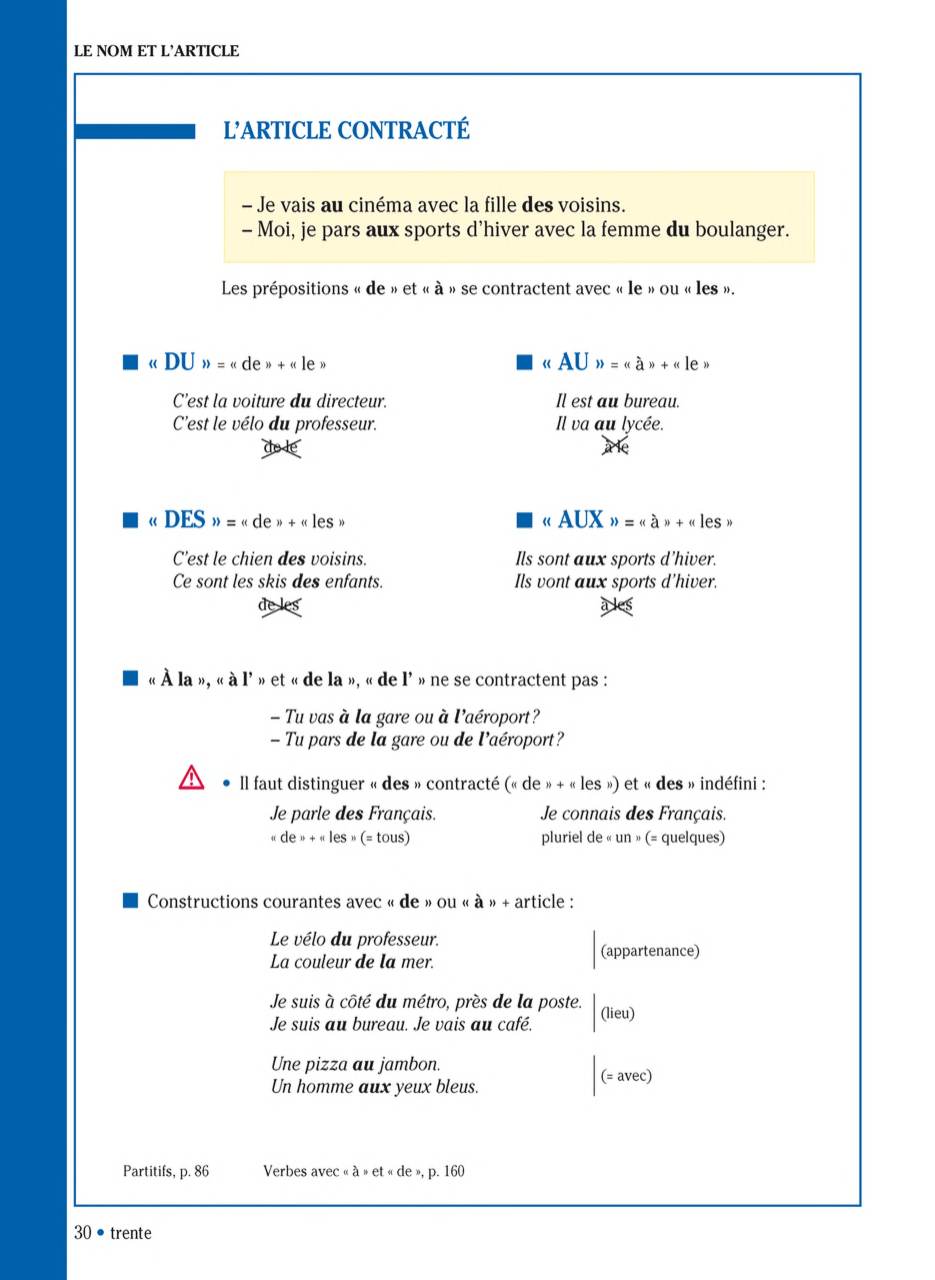 LE NOM ET L’ARTICLE
L’ARTICLE CONTRACTÉ
– Je vais au cinéma avec la fille des voisins.
– Moi, je pars aux sports d’hiver avec la femme du boulanger.
Les prépositions « de » et « à » se contractent avec « le » ou « les ».
« DU » = « de » + « le »
C’est la voiture du directeur.
C’est le vélo du professeur.
de le
« AU » = « à » + « le »
Il est au bureau.
Il va au lycée.
à le
« DES » = « de » + « les »
C’est le chien des voisins.
Ce sont les skis des enfants.
de les
« AUX » = « à » + « les »
Ils sont aux sports d’hiver.
Ils vont aux sports d’hiver.
à les
« À la », « à l’ » et « de la », « de l’ » ne se contractent pas :
– Tu vas à la gare ou à l’aéroport ?
– Tu pars de la gare ou de l’aéroport ?
• Il faut distinguer « des » contracté (« de » + « les ») et « des » indéfini :
Je parle des Français.
« de » + « les » (= tous)
Je connais des Français.
pluriel de « un » (= quelques)
Constructions courantes avec « de » ou « à » + article :
Le vélo du professeur.
La couleur de la mer.
(appartenance)
Je suis à côté du métro, près de la poste.
Je suis au bureau. Je vais au café.
(lieu)
Une pizza au jambon.
Un homme aux yeux bleus.
(= avec)
Partitifs, p. 86
Verbes avec « à » et « de », p. 160
30 • trente